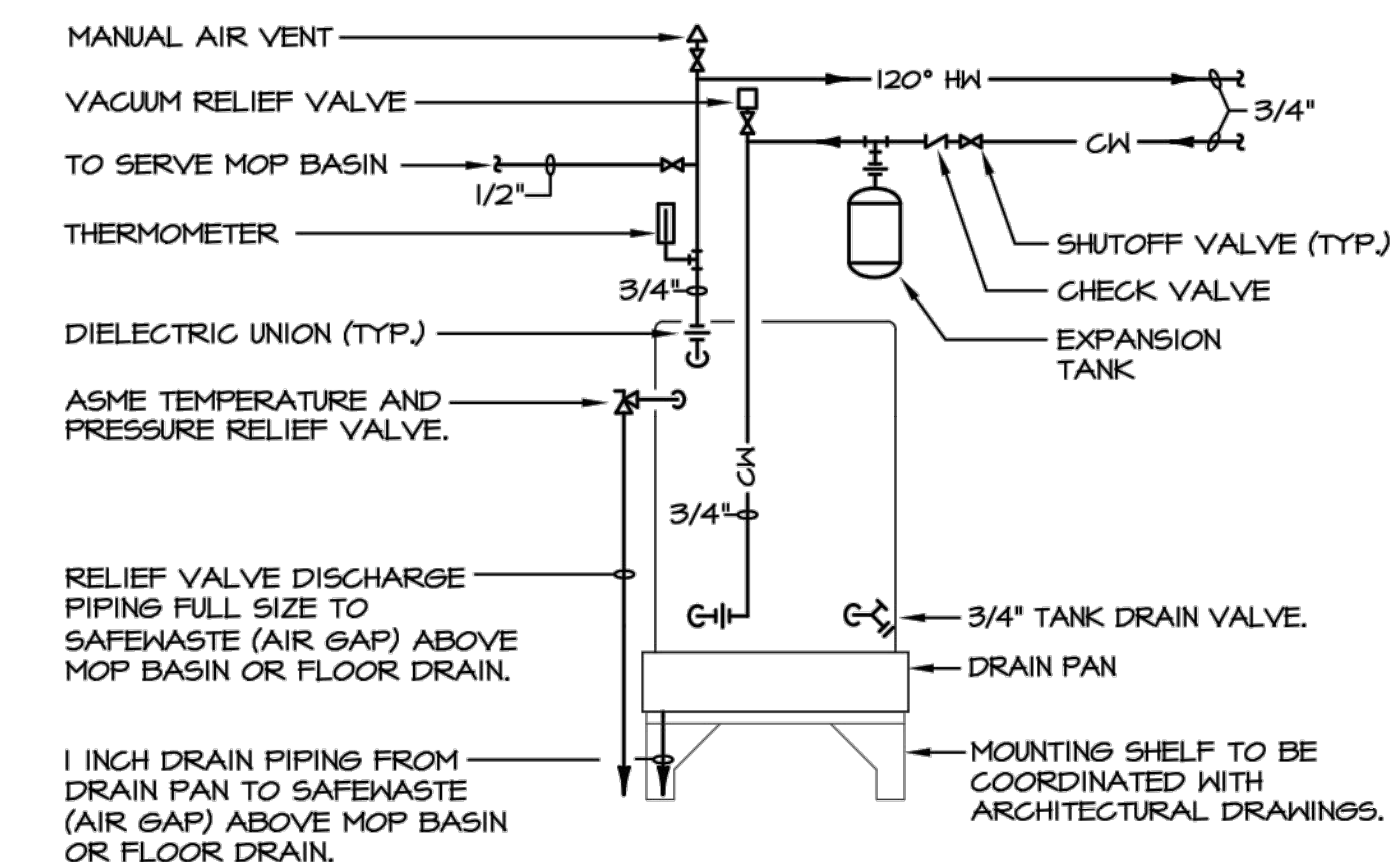 MANUAL AIR VENT
120° HW
VACUUM RELIEF VALVE
3/4"
CW
TO SERVE MOP BASIN
1/2"
THERMOMETER
SHUTOFF VALVE (TYP.)
3/4"
CHECK VALVE
DIELECTRIC UNION (TYP.)
EXPANSION
TANK
ASME TEMPERATURE AND
PRESSURE RELIEF VALVE.
CW
3/4"
RELIEF VALVE DISCHARGE
PIPING FULL SIZE TO
SAFEWASTE (AIR GAP) ABOVE
MOP BASIN OR FLOOR DRAIN.
3/4" TANK DRAIN VALVE.
DRAIN PAN
1 INCH DRAIN PIPING FROM
DRAIN PAN TO SAFEWASTE
(AIR GAP) ABOVE MOP BASIN
OR FLOOR DRAIN.
MOUNTING SHELF TO BE
COORDINATED WITH
ARCHITECTURAL DRAWINGS.